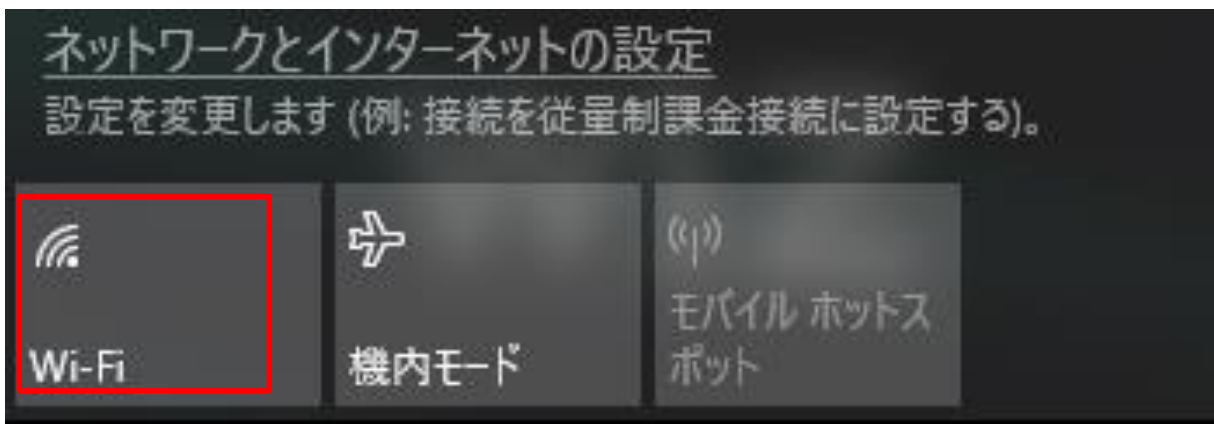 ネットワークとインターネットの設定
設定を変更します (例: 接続を従量制課金接続に設定する)。
Wi-Fi
機内モード
モバイル ホットス
ポット